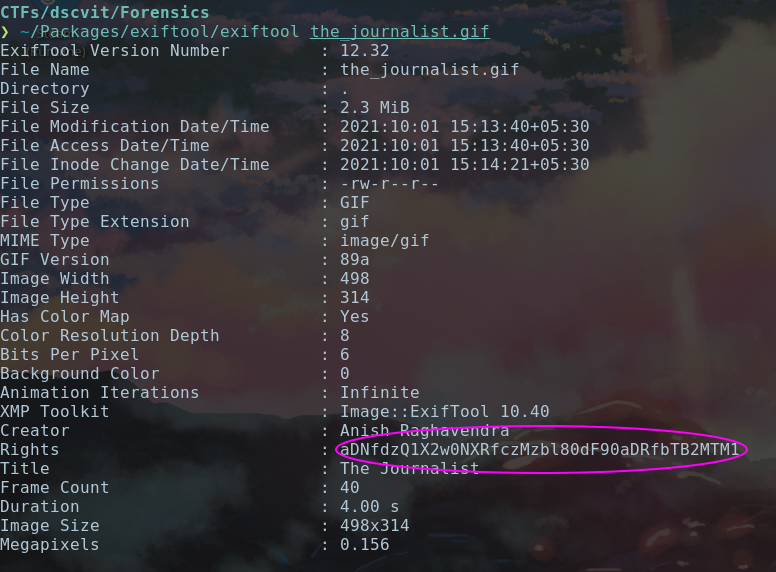 CTFs/dscvit/Forensics
❯ ~/Packages/exiftool/exiftool the_journalist.gif
ExifTool Version Number : 12.32
File Name : the_journalist.gif
Directory : .
File Size : 2.3 MiB
File Modification Date/Time : 2021:10:01 15:13:40+05:30
File Access Date/Time : 2021:10:01 15:13:40+05:30
File Inode Change Date/Time : 2021:10:01 15:14:21+05:30
File Permissions : -rw-r--r--
File Type : GIF
File Type Extension : gif
MIME Type : image/gif
GIF Version : 89a
Image Width : 498
Image Height : 314
Has Color Map : Yes
Color Resolution Depth : 8
Bits Per Pixel : 6
Background Color : 0
Animation Iterations : Infinite
XMP Toolkit : Image::ExifTool 10.40
Creator : Anish Raghavendra
Rights : aDNfdzQ1X2w0NXRfczMzbl80dF90aDRfbTB2MTM1
Title : The Journalist
Frame Count : 40
Duration : 4.00 s
Image Size : 498x314
Megapixels : 0.156